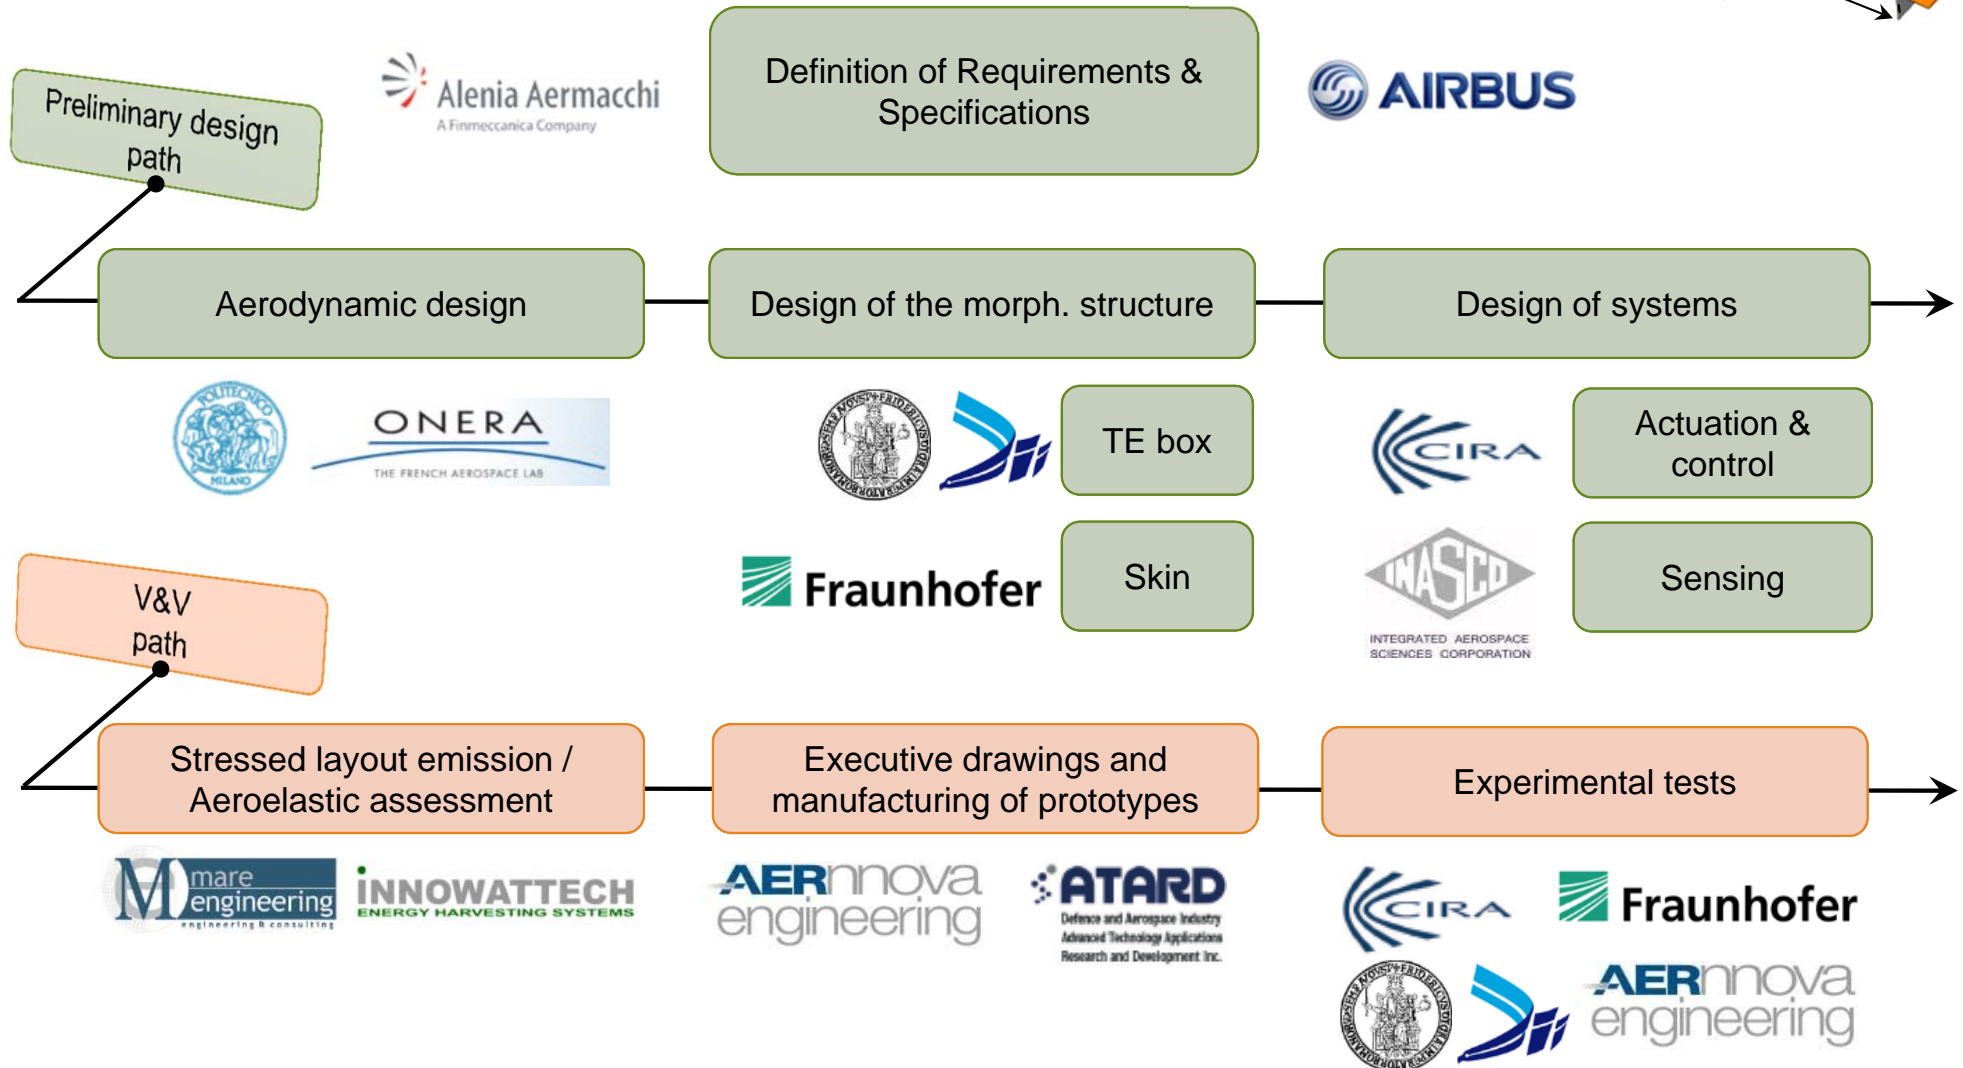 Definition of Requirements &
Specifications
Alenia Aermacchi
A Finmeccanica Company
AIRBUS
Preliminary design
path
Aerodynamic design
Design of the morph. structure
Design of systems
POLITECNICO
MILANO
ONERA
THE FRENCH AEROSPACE LAB
TE box
CIRA
Actuation &
control
Fraunhofer
Skin
INASCO
INTEGRATED AEROSPACE
SCIENCES CORPORATION
Sensing
V&V
path
Stressed layout emission /
Aeroelastic assessment
Executive drawings and
manufacturing of prototypes
Experimental tests
M mare
engineering
engineering & consulting
INNOWATTECH
ENERGY HARVESTING SYSTEMS
AERnnova
engineering
ATARD
Defence and Aerospace Industry
Advanced Technology Applications
Research and Development Inc.
CIRA
Fraunhofer
AERnnova
engineering